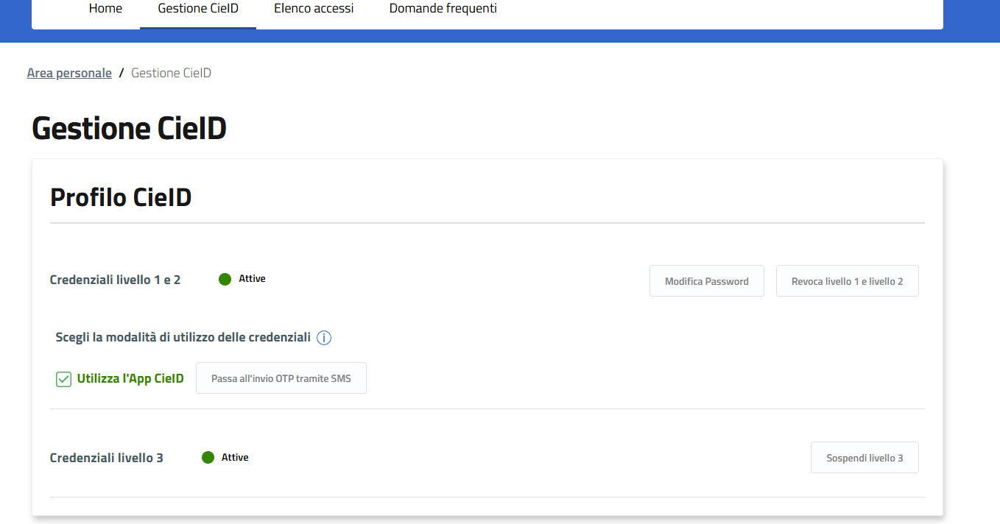 Home Gestione CieID Elenco accessi Domande frequenti
Area personale / Gestione CieID
Gestione CieID
Profilo CieID
Credenziali livello 1 e 2 Attive Modifica Password Revoca livello 1 e livello 2
Scegli la modalità di utilizzo delle credenziali
Utilizza l'App CieID Passa all'invio OTP tramite SMS
Credenziali livello 3 Attive Sospendi livello 3